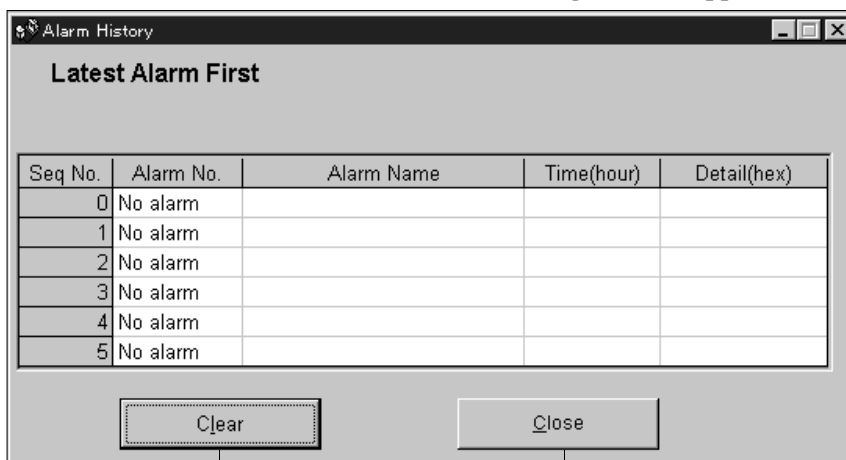 Alarm History
Latest Alarm First
Seq No. Alarm No. Alarm Name Time(hour) Detail(hex)
0 No alarm
1 No alarm
2 No alarm
3 No alarm
4 No alarm
5 No alarm
Clear Close